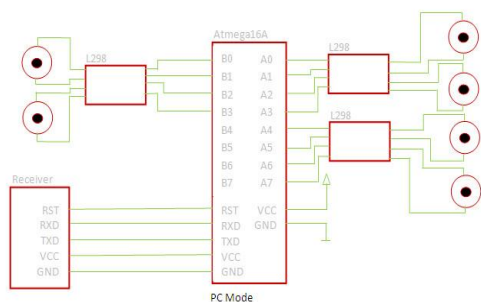 Atmega16A
L298
B0 A0
B1 A1
B2 A2
B3 A3
B4 A4
B5 A5
B6 A6
B7 A7
L298
L298
Receiver
RST
RXD
TXD
VCC
GND
RST VCC
RXD GND
TXD
VCC
GND
PC Mode